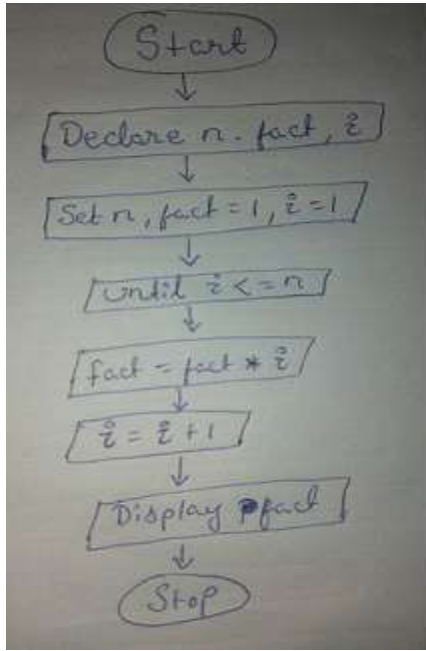 Start
Declare n. fact, i
Set n, fact = 1, i = 1
until i <= n
fact = fact * i
i = i + 1
Display fact
Stop